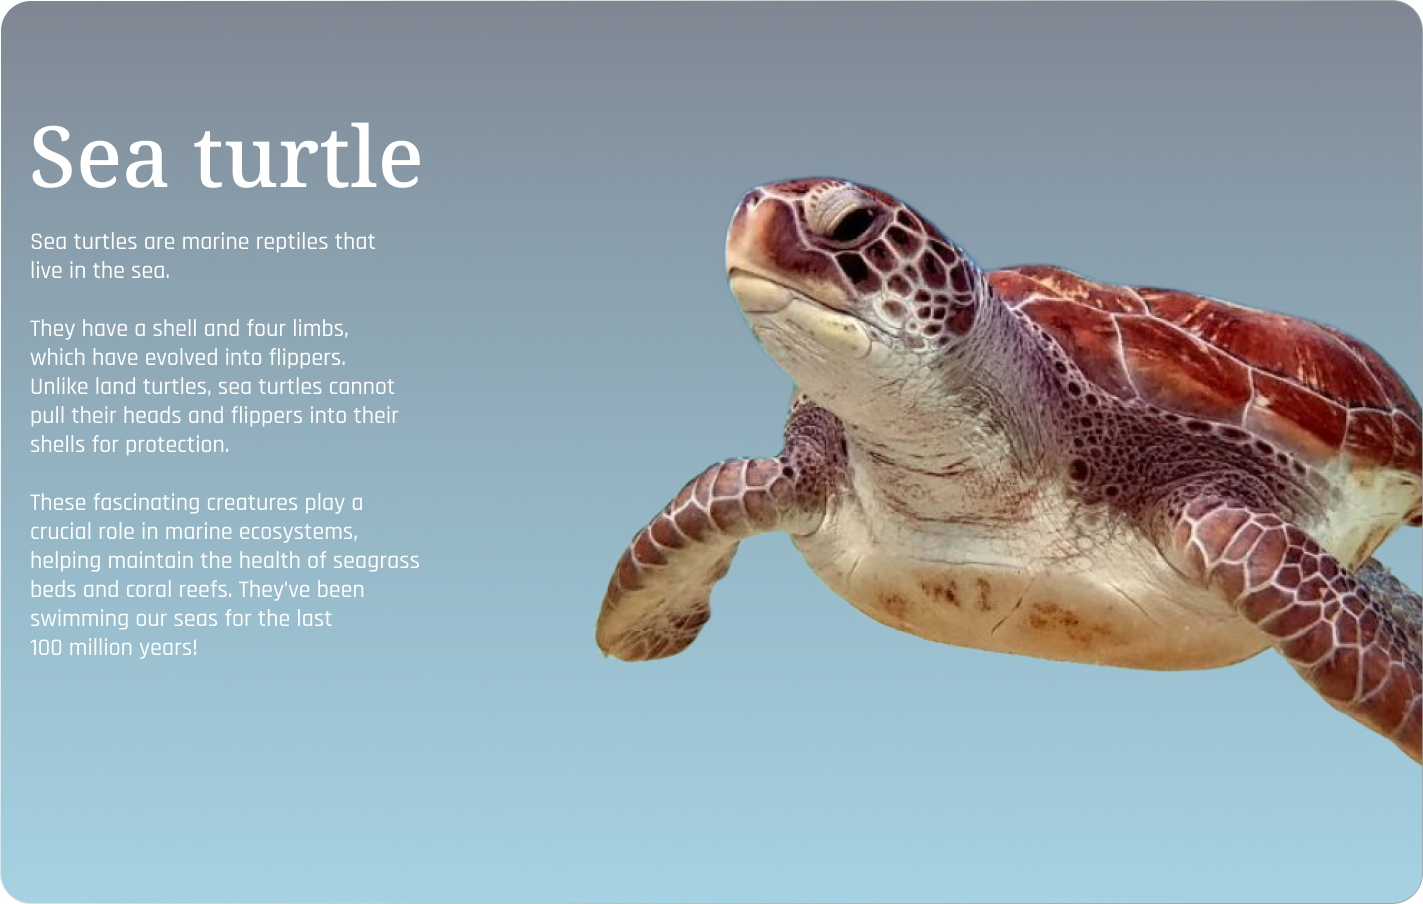 Sea turtle
Sea turtles are marine reptiles that
live in the sea.
They have a shell and four limbs,
which have evolved into flippers.
Unlike land turtles, sea turtles cannot
pull their heads and flippers into their
shells for protection.
These fascinating creatures play a
crucial role in marine ecosystems,
helping maintain the health of seagrass
beds and coral reefs. They’ve been
swimming our seas for the last
100 million years!